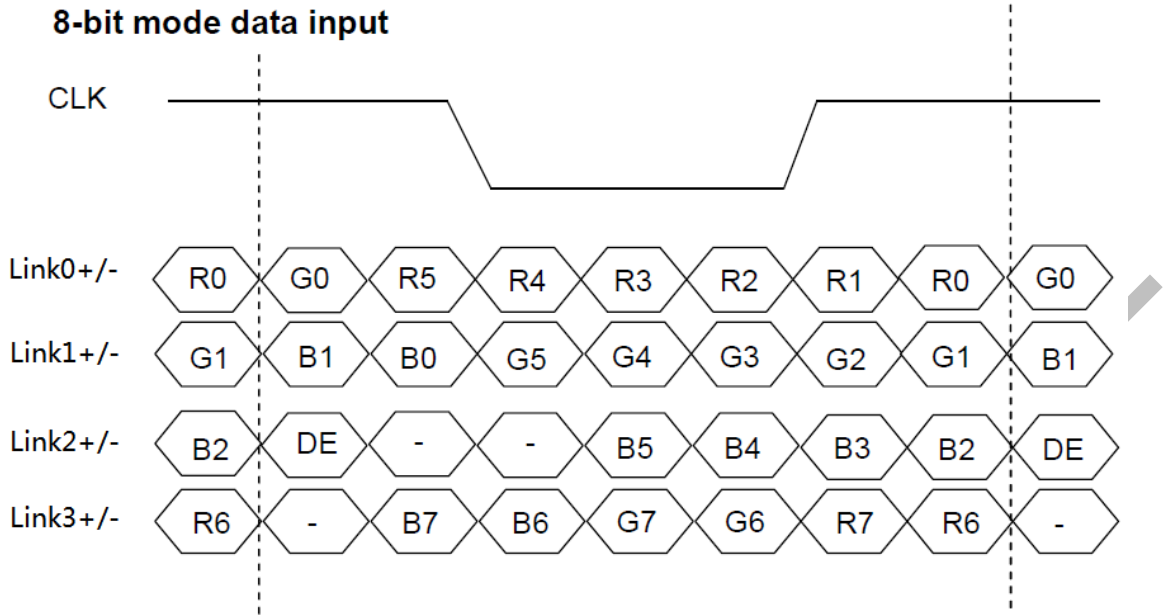 8-bit mode data input
CLK
Link0+/- R0 G0 R5 R4 R3 R2 R1 R0 G0
Link1+/- G1 B1 B0 G5 G4 G3 G2 G1 B1
Link2+/- B2 DE - - B5 B4 B3 B2 DE
Link3+/- R6 - B7 B6 G7 G6 R7 R6 -